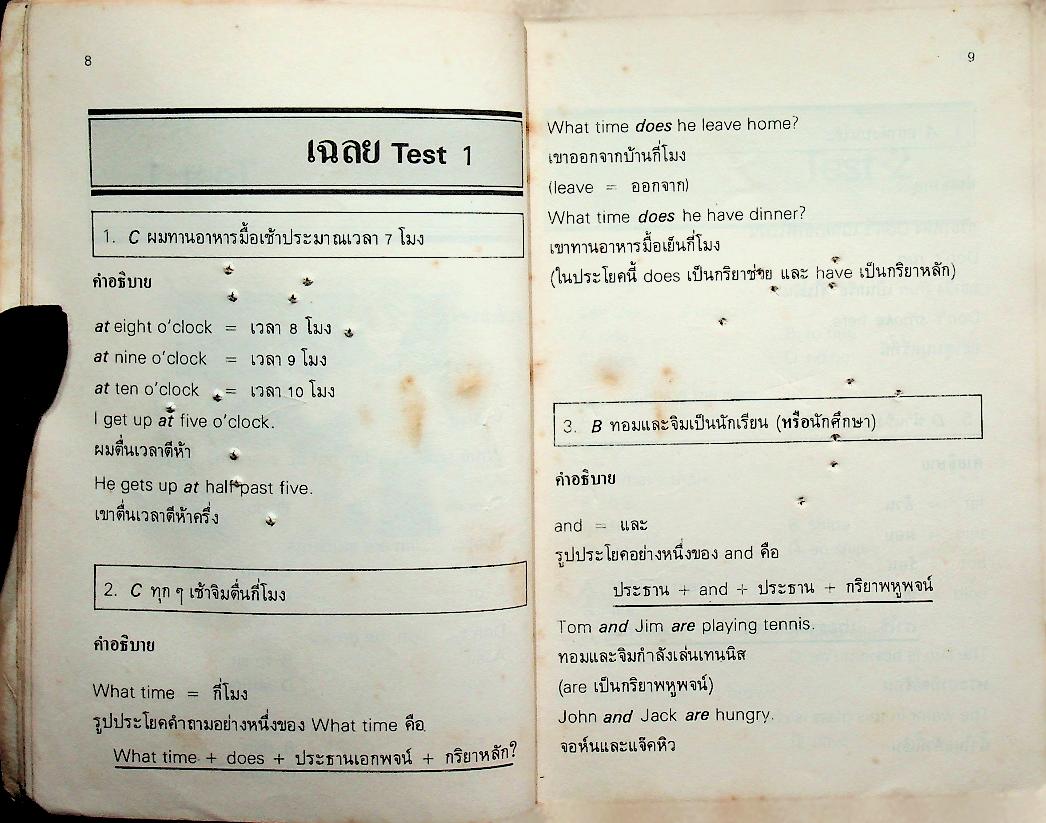 8
เฉลย Test 1
1. C ผมทานอาหารมื้อเช้าประมาณเวลา 7 โมง
คำอธิบาย
at eight o'clock = เวลา 8 โมง
at nine o'clock = เวลา 9 โมง
at ten o'clock = เวลา 10 โมง
I get up at five o'clock.
ผมตื่นเวลาตีห้า
He gets up at half past five.
เขาตื่นเวลาตีห้าครึ่ง
2. C ทุก ๆ เช้าจิมตื่นกี่โมง
คำอธิบาย
What time = กี่โมง
รูปประโยคคำถามอย่างหนึ่งของ What time คือ
What time + does + ประธานเอกพจน์ + กริยาหลัก?
9
What time does he leave home?
เขาออกจากบ้านกี่โมง
(leave = ออกจาก)
What time does he have dinner?
เขาทานอาหารมื้อเย็นกี่โมง
(ในประโยคนี้ does เป็นกริยาช่วย และ have เป็นกริยาหลัก)
3. B ทอมและจิมเป็นนักเรียน (หรือนักศึกษา)
คำอธิบาย
and = และ
รูปประโยคอย่างหนึ่งของ and คือ
ประธาน + and + ประธาน + กริยาพหูพจน์
Tom and Jim are playing tennis.
ทอมและจิมกำลังเล่นเทนนิส
(are เป็นกริยาพหูพจน์)
John and Jack are hungry.
จอห์นและแจ๊คหิว